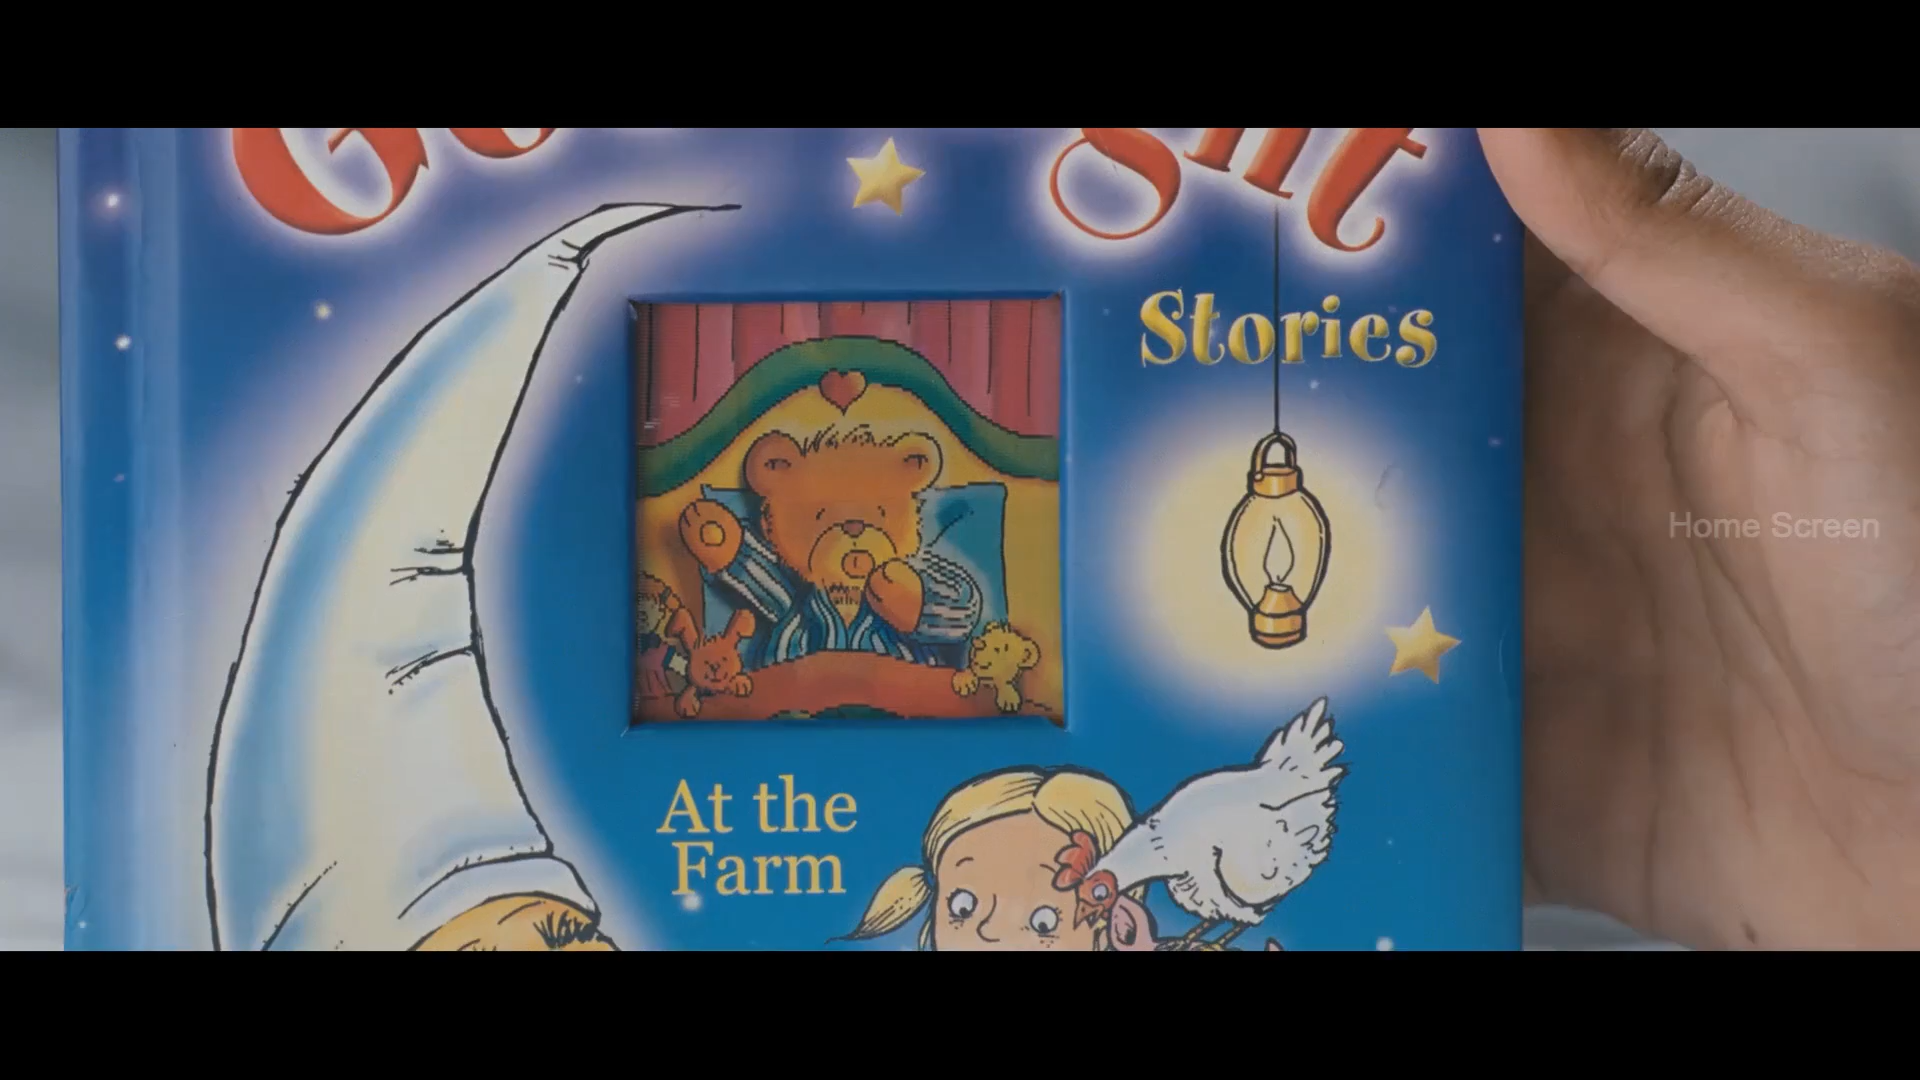 Stories
Home Screen
At the
Farm